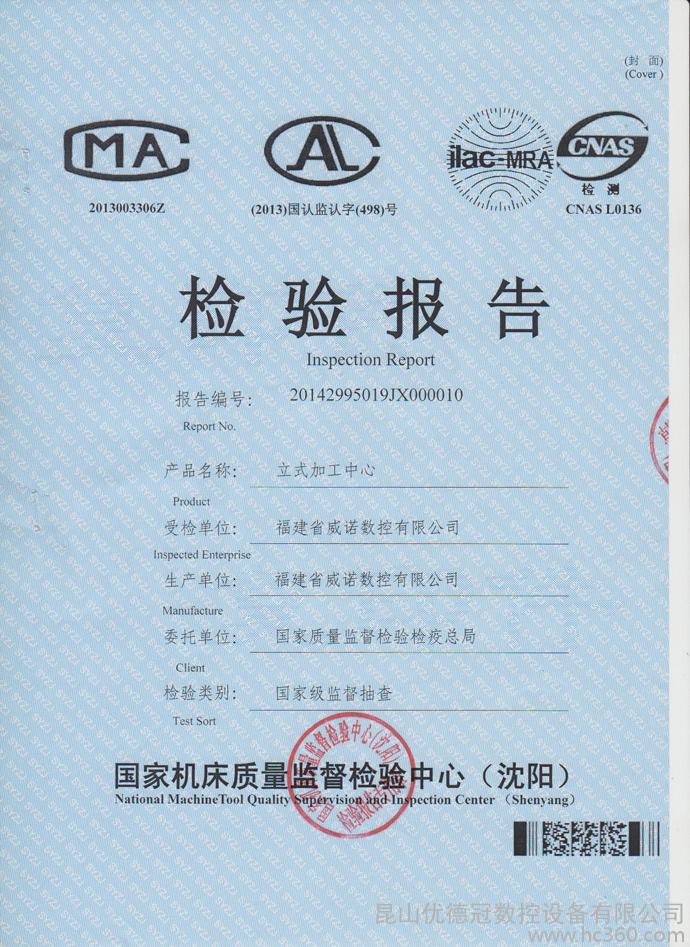 (封 面)
(Cover )
MA
AL
ilac-MRA
CNAS
检 测
2013003306Z
(2013)国认监认字(498)号
CNAS L0136
检验报告
Inspection Report
报告编号: 20142995019JX000010
Report No.
产品名称: 立式加工中心
Product
受检单位: 福建省威诺数控有限公司
Inspected Enterprise
生产单位: 福建省威诺数控有限公司
Manufacture
委托单位: 国家质量监督检验检疫总局
Client
检验类别: 国家级监督抽查
Test Sort
国家机床质量监督检验中心（沈阳）
National MachineTool Quality Supervision and Inspection Center （Shenyang）
昆山优德冠数控设备有限公司
www.hc360.com